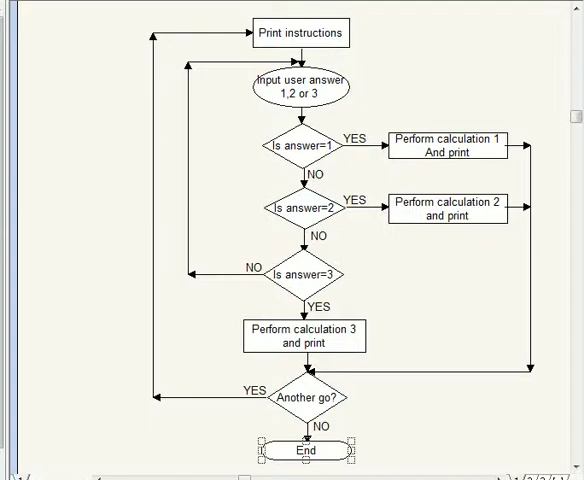 Print instructions
Input user answer
1,2 or 3
Is answer=1
YES
Perform calculation 1
And print
NO
Is answer=2
YES
Perform calculation 2
and print
NO
NO
Is answer=3
YES
Perform calculation 3
and print
YES
Another go?
NO
End